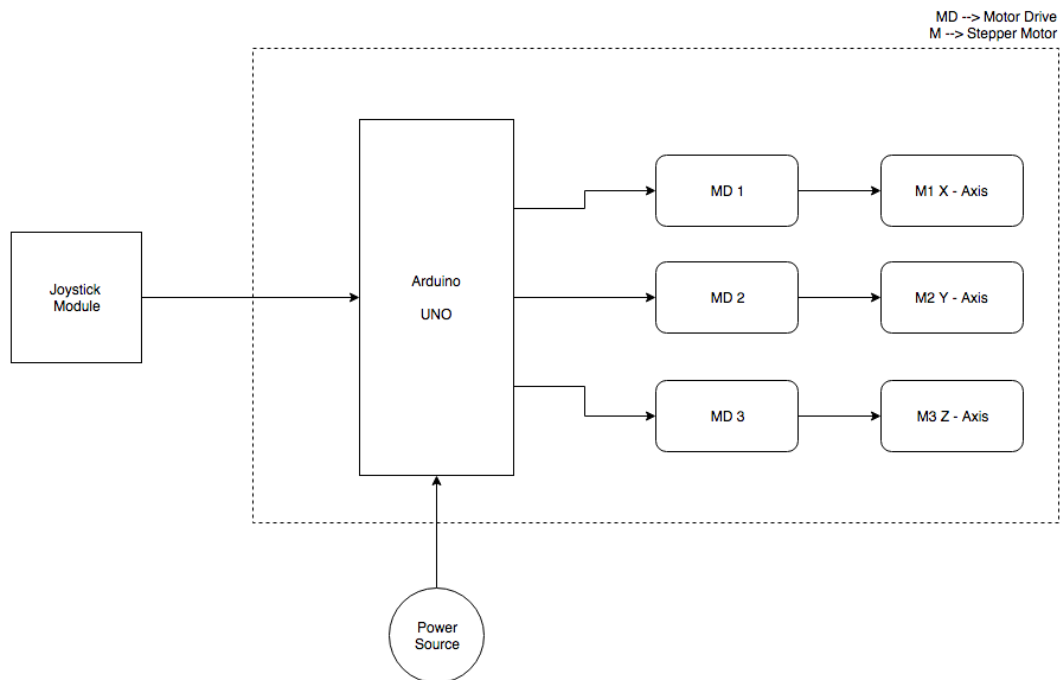 MD --> Motor Drive
M --> Stepper Motor
Joystick
Module
Arduino
UNO
MD 1
M1 X - Axis
MD 2
M2 Y - Axis
MD 3
M3 Z - Axis
Power
Source